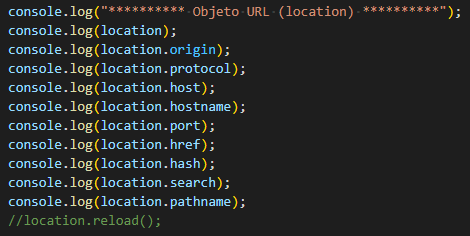 console.log("********** Objeto URL (location) **********");
console.log(location);
console.log(location.origin);
console.log(location.protocol);
console.log(location.host);
console.log(location.hostname);
console.log(location.port);
console.log(location.href);
console.log(location.hash);
console.log(location.search);
console.log(location.pathname);
//location.reload();